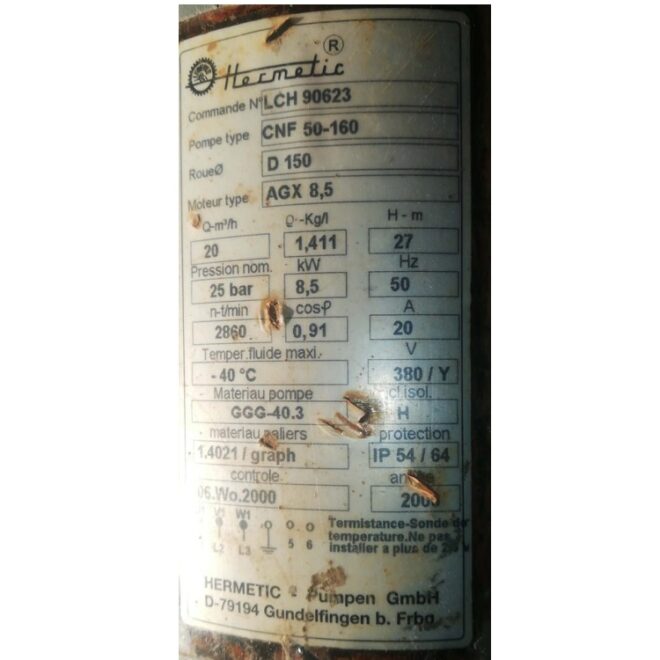 ®
Hermetic
Commande N° LCH 90623
Pompe type CNF 50-160
RoueØ D 150
Moteur type AGX 8,5
Q-m³/h ϱ-Kg/l H-m
20 1,411 27
Pression nom. kW Hz
25 bar 8,5 50
n-t/min cosφ A
2860 0,91 20
Temper.fluide maxi. V
- 40 °C 380 / Y
Materiau pompe cl isol.
GGG-40.3 H
materiau paliers protection
1.4021 / graph IP 54 / 64
controle
06.Wo.2000
V1 W1
L2 L3 5 6
Termistance-Sonde de
temperature.Ne pas
installer a plus de
HERMETIC - Pumpen GmbH
D-79194 Gundelfingen b. Frbg